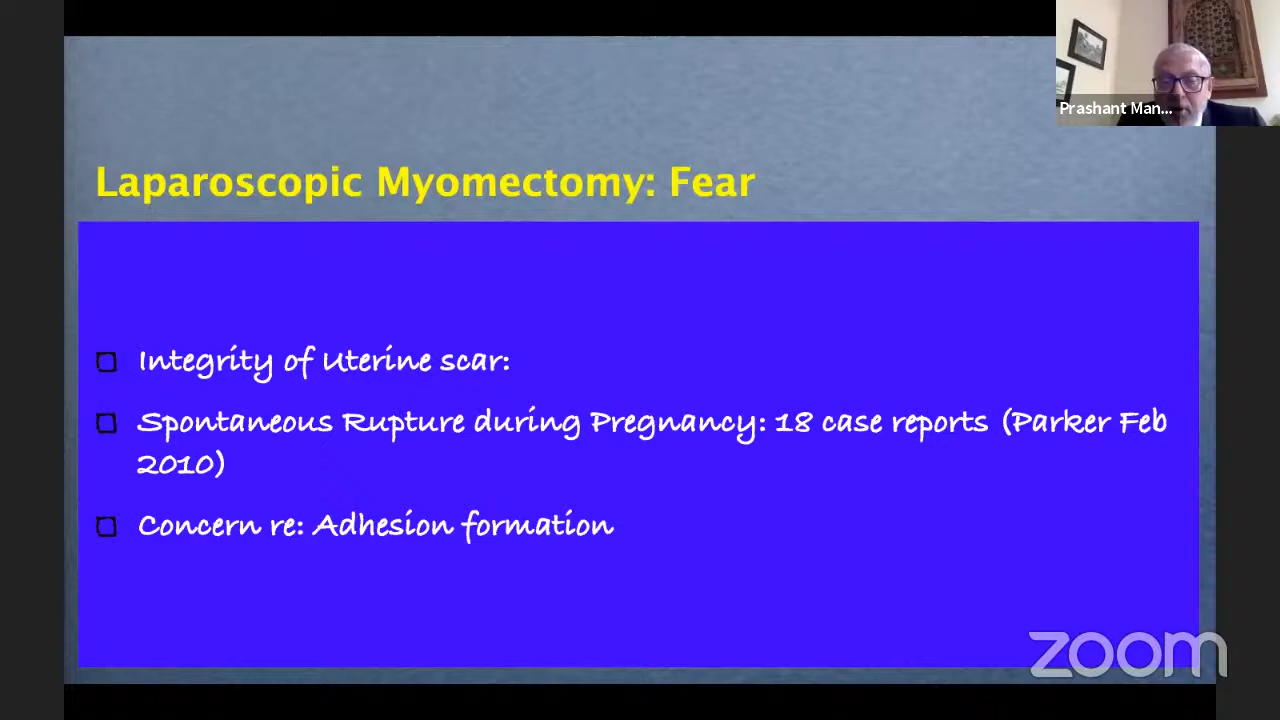 Prashant Man...
Laparoscopic Myomectomy: Fear
Integrity of Uterine scar:
Spontaneous Rupture during Pregnancy: 18 case reports (Parker Feb
2010)
Concern re: Adhesion formation
zoom